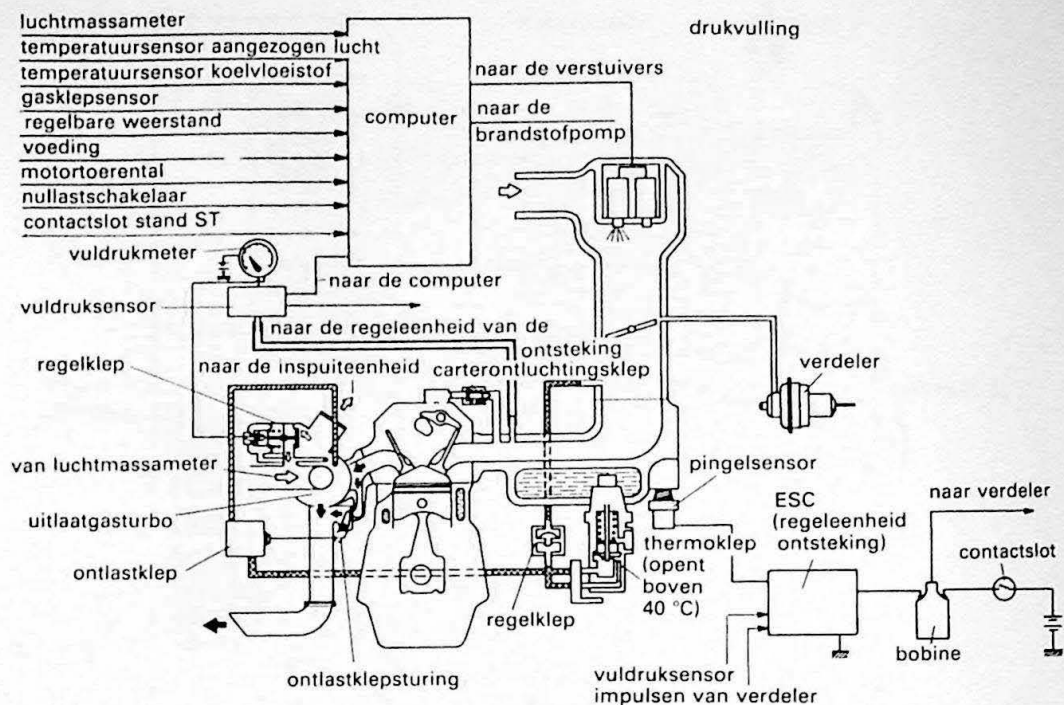 luchtmassameter
temperatuursensor aangezogen lucht
temperatuursensor koelvloeistof
gasklepsensor
regelbare weerstand
voeding
motortoerental
nullastschakelaar
contactslot stand ST
computer
drukvulling
naar de verstuivers
naar de
brandstofpomp
vuldrukmeter
naar de computer
vuldruksensor
naar de regeleenheid van de
ontsteking
regelklep
naar de inspuiteenheid
carterontluchtingsklep
verdeler
van luchtmassameter
uitlaatgasturbo
ontlastklep
ontlastklepsturing
regelklep
pingelsensor
thermoklep
(opent
boven
40 °C)
ESC
(regeleenheid
ontsteking)
naar verdeler
contactslot
bobine
vuldruksensor
impulsen van verdeler